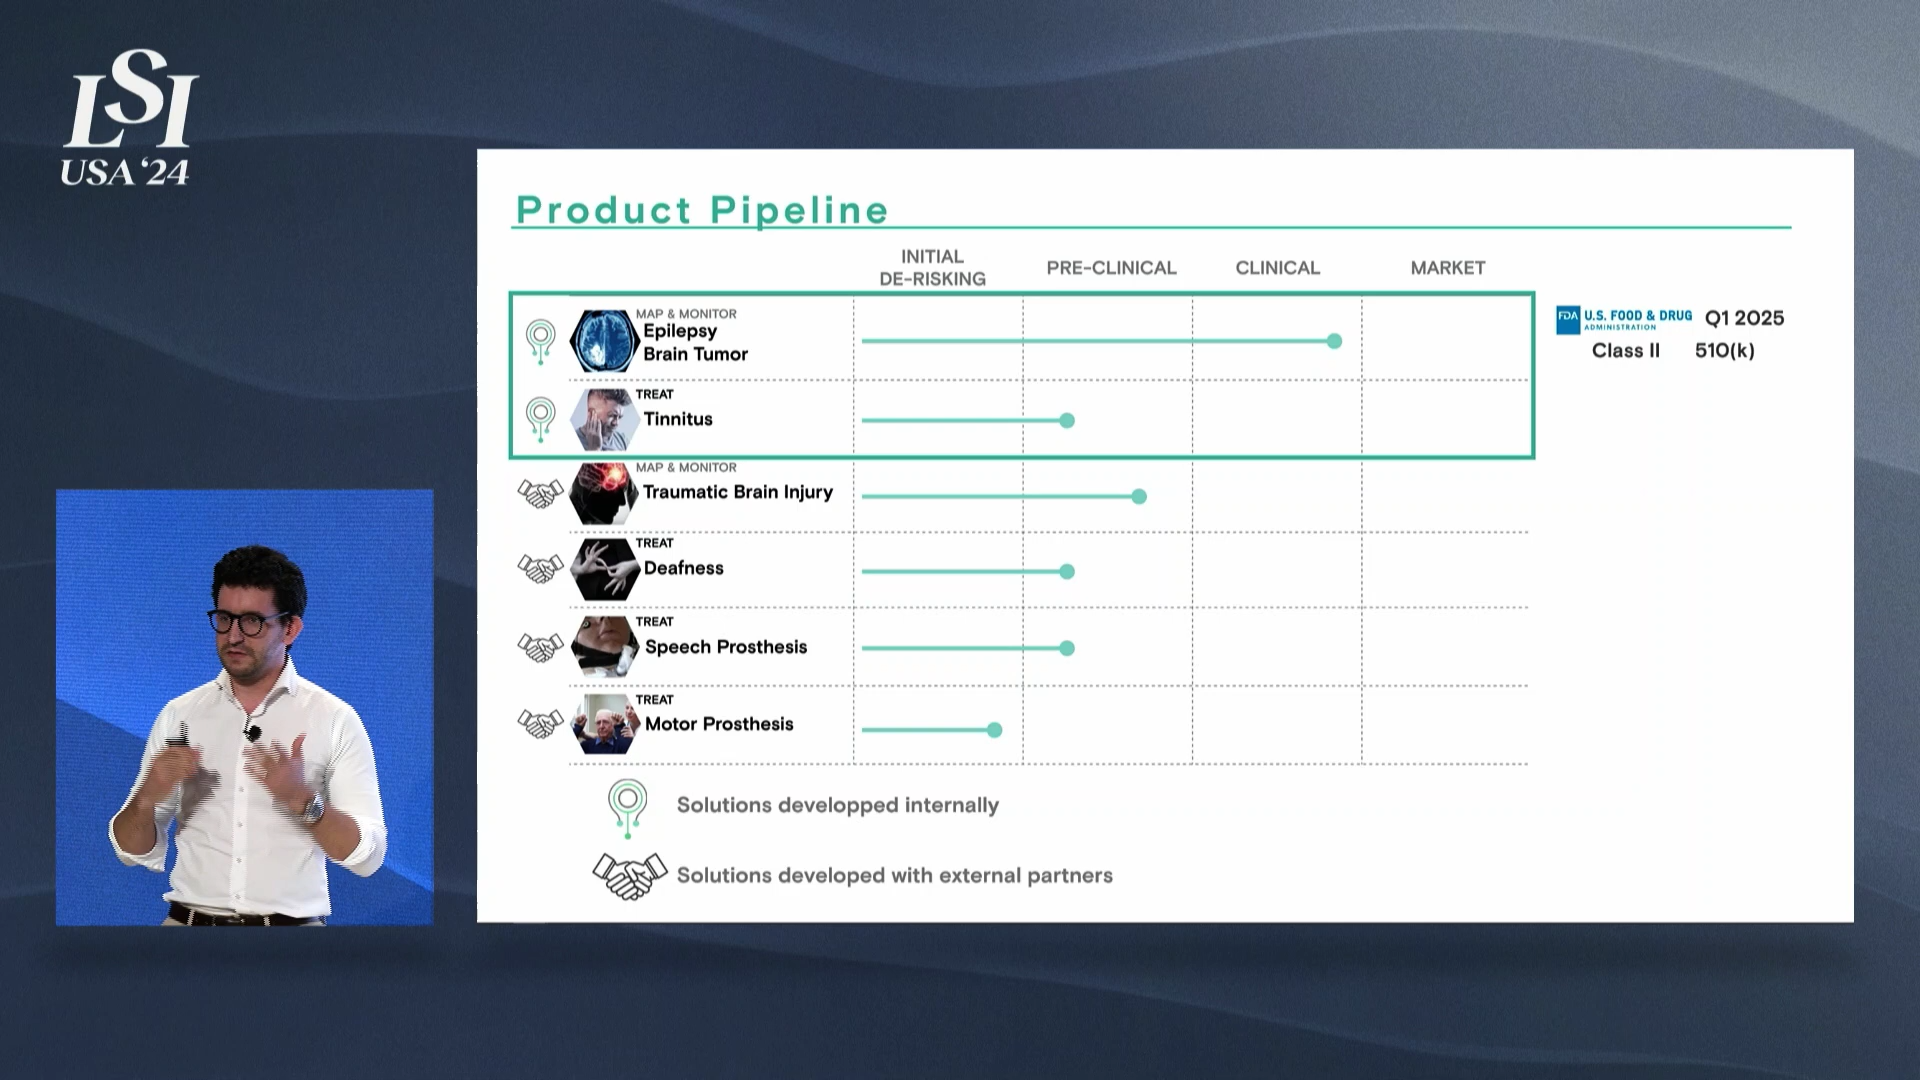 LSI
USA '24
Product Pipeline
INITIAL
DE-RISKING
PRE-CLINICAL
CLINICAL
MARKET
MAP & MONITOR
Epilepsy
Brain Tumor
FDA
U.S. FOOD & DRUG
ADMINISTRATION
Q1 2025
Class II
510(k)
TREAT
Tinnitus
MAP & MONITOR
Traumatic Brain Injury
TREAT
Deafness
TREAT
Speech Prosthesis
TREAT
Motor Prosthesis
Solutions developped internally
Solutions developed with external partners